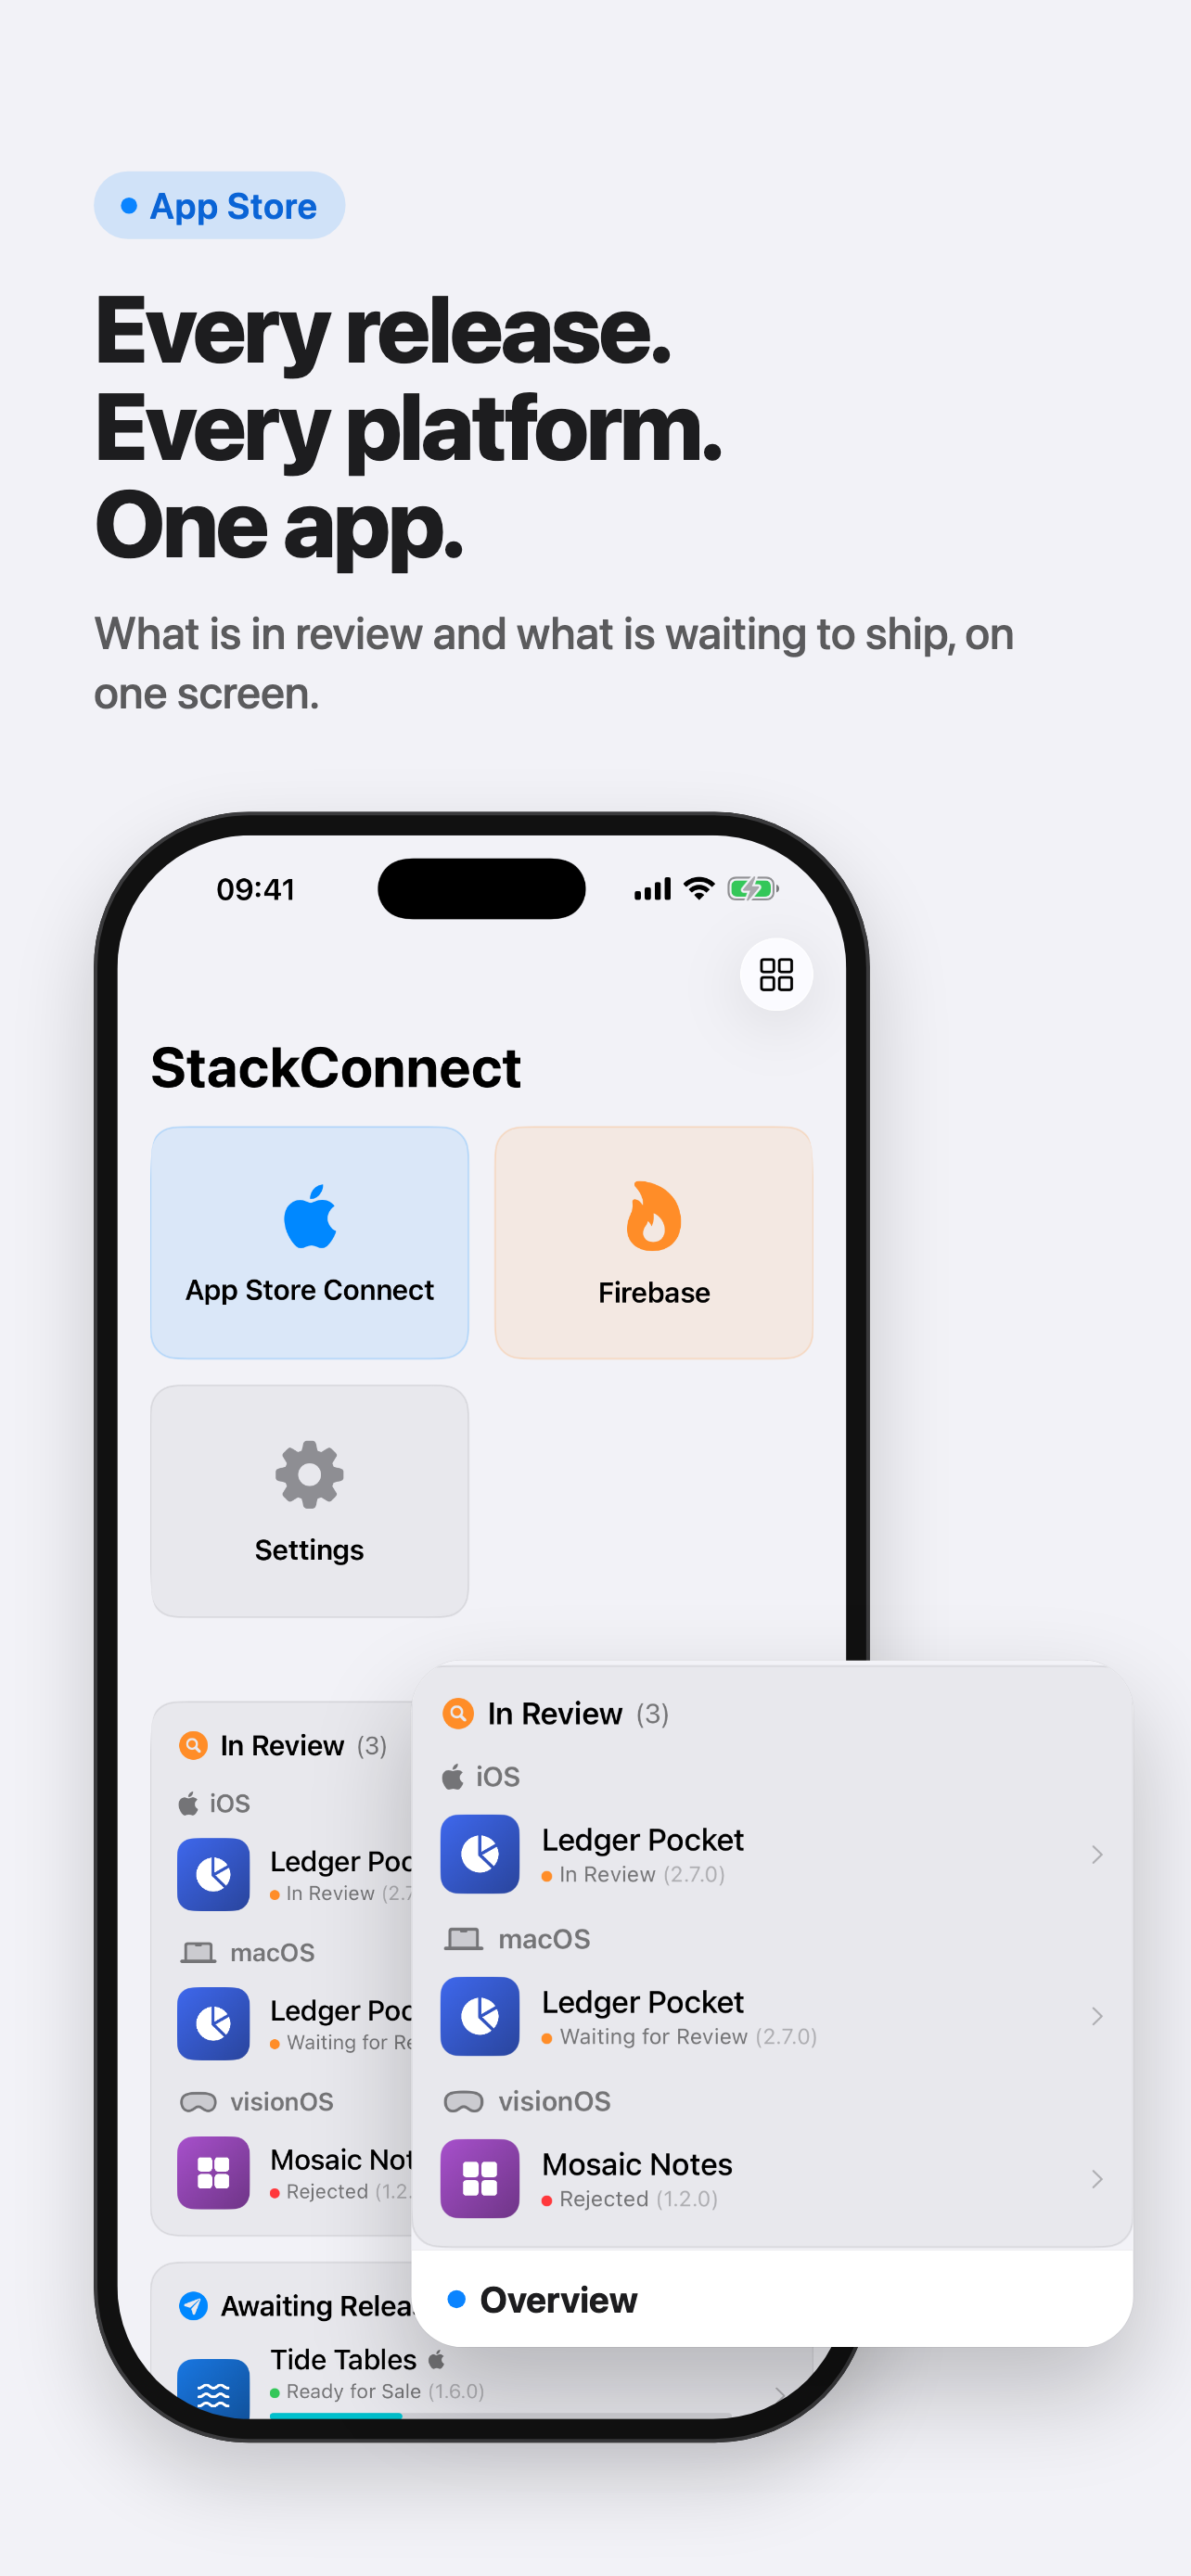 App Store
Every release.
Every platform.
One app.
What is in review and what is waiting to ship, on
one screen.
09:41
StackConnect
App Store Connect
Firebase
Settings
In Review (3)
iOS
Ledger Poc
In Review (2.7
macOS
Ledger Poc
Waiting for Re
visionOS
Mosaic Not
Rejected (1.2.
Awaiting Relea
Tide Tables
Ready for Sale (1.6.0)
In Review (3)
iOS
Ledger Pocket
In Review (2.7.0)
macOS
Ledger Pocket
Waiting for Review (2.7.0)
visionOS
Mosaic Notes
Rejected (1.2.0)
Overview